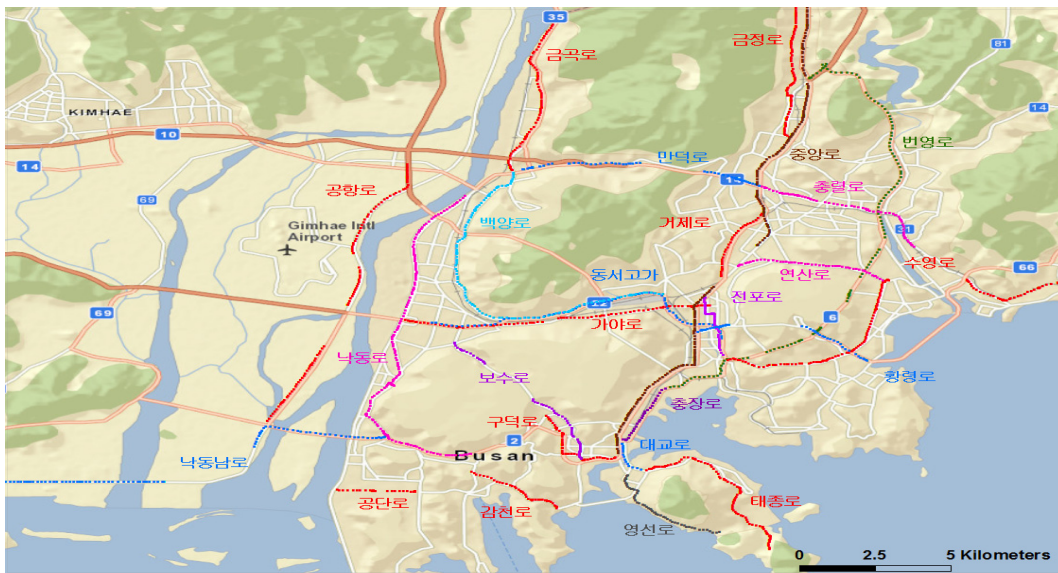 35
금곡로
금정로
81
KIMHAE
10
14
14
번영로
만덕로
중앙로
14
공항로
충렬로
69
백양로
거제로
31
Gimhae Intl
Airport
수영로
66
동서고가
연산로
전포로
12
69
가야로
6
낙동로
보수로
황령로
충장로
구덕로
2
대교로
Busan
낙동남로
공단로
감천로
태종로
영선로
0 2.5 5 Kilometers